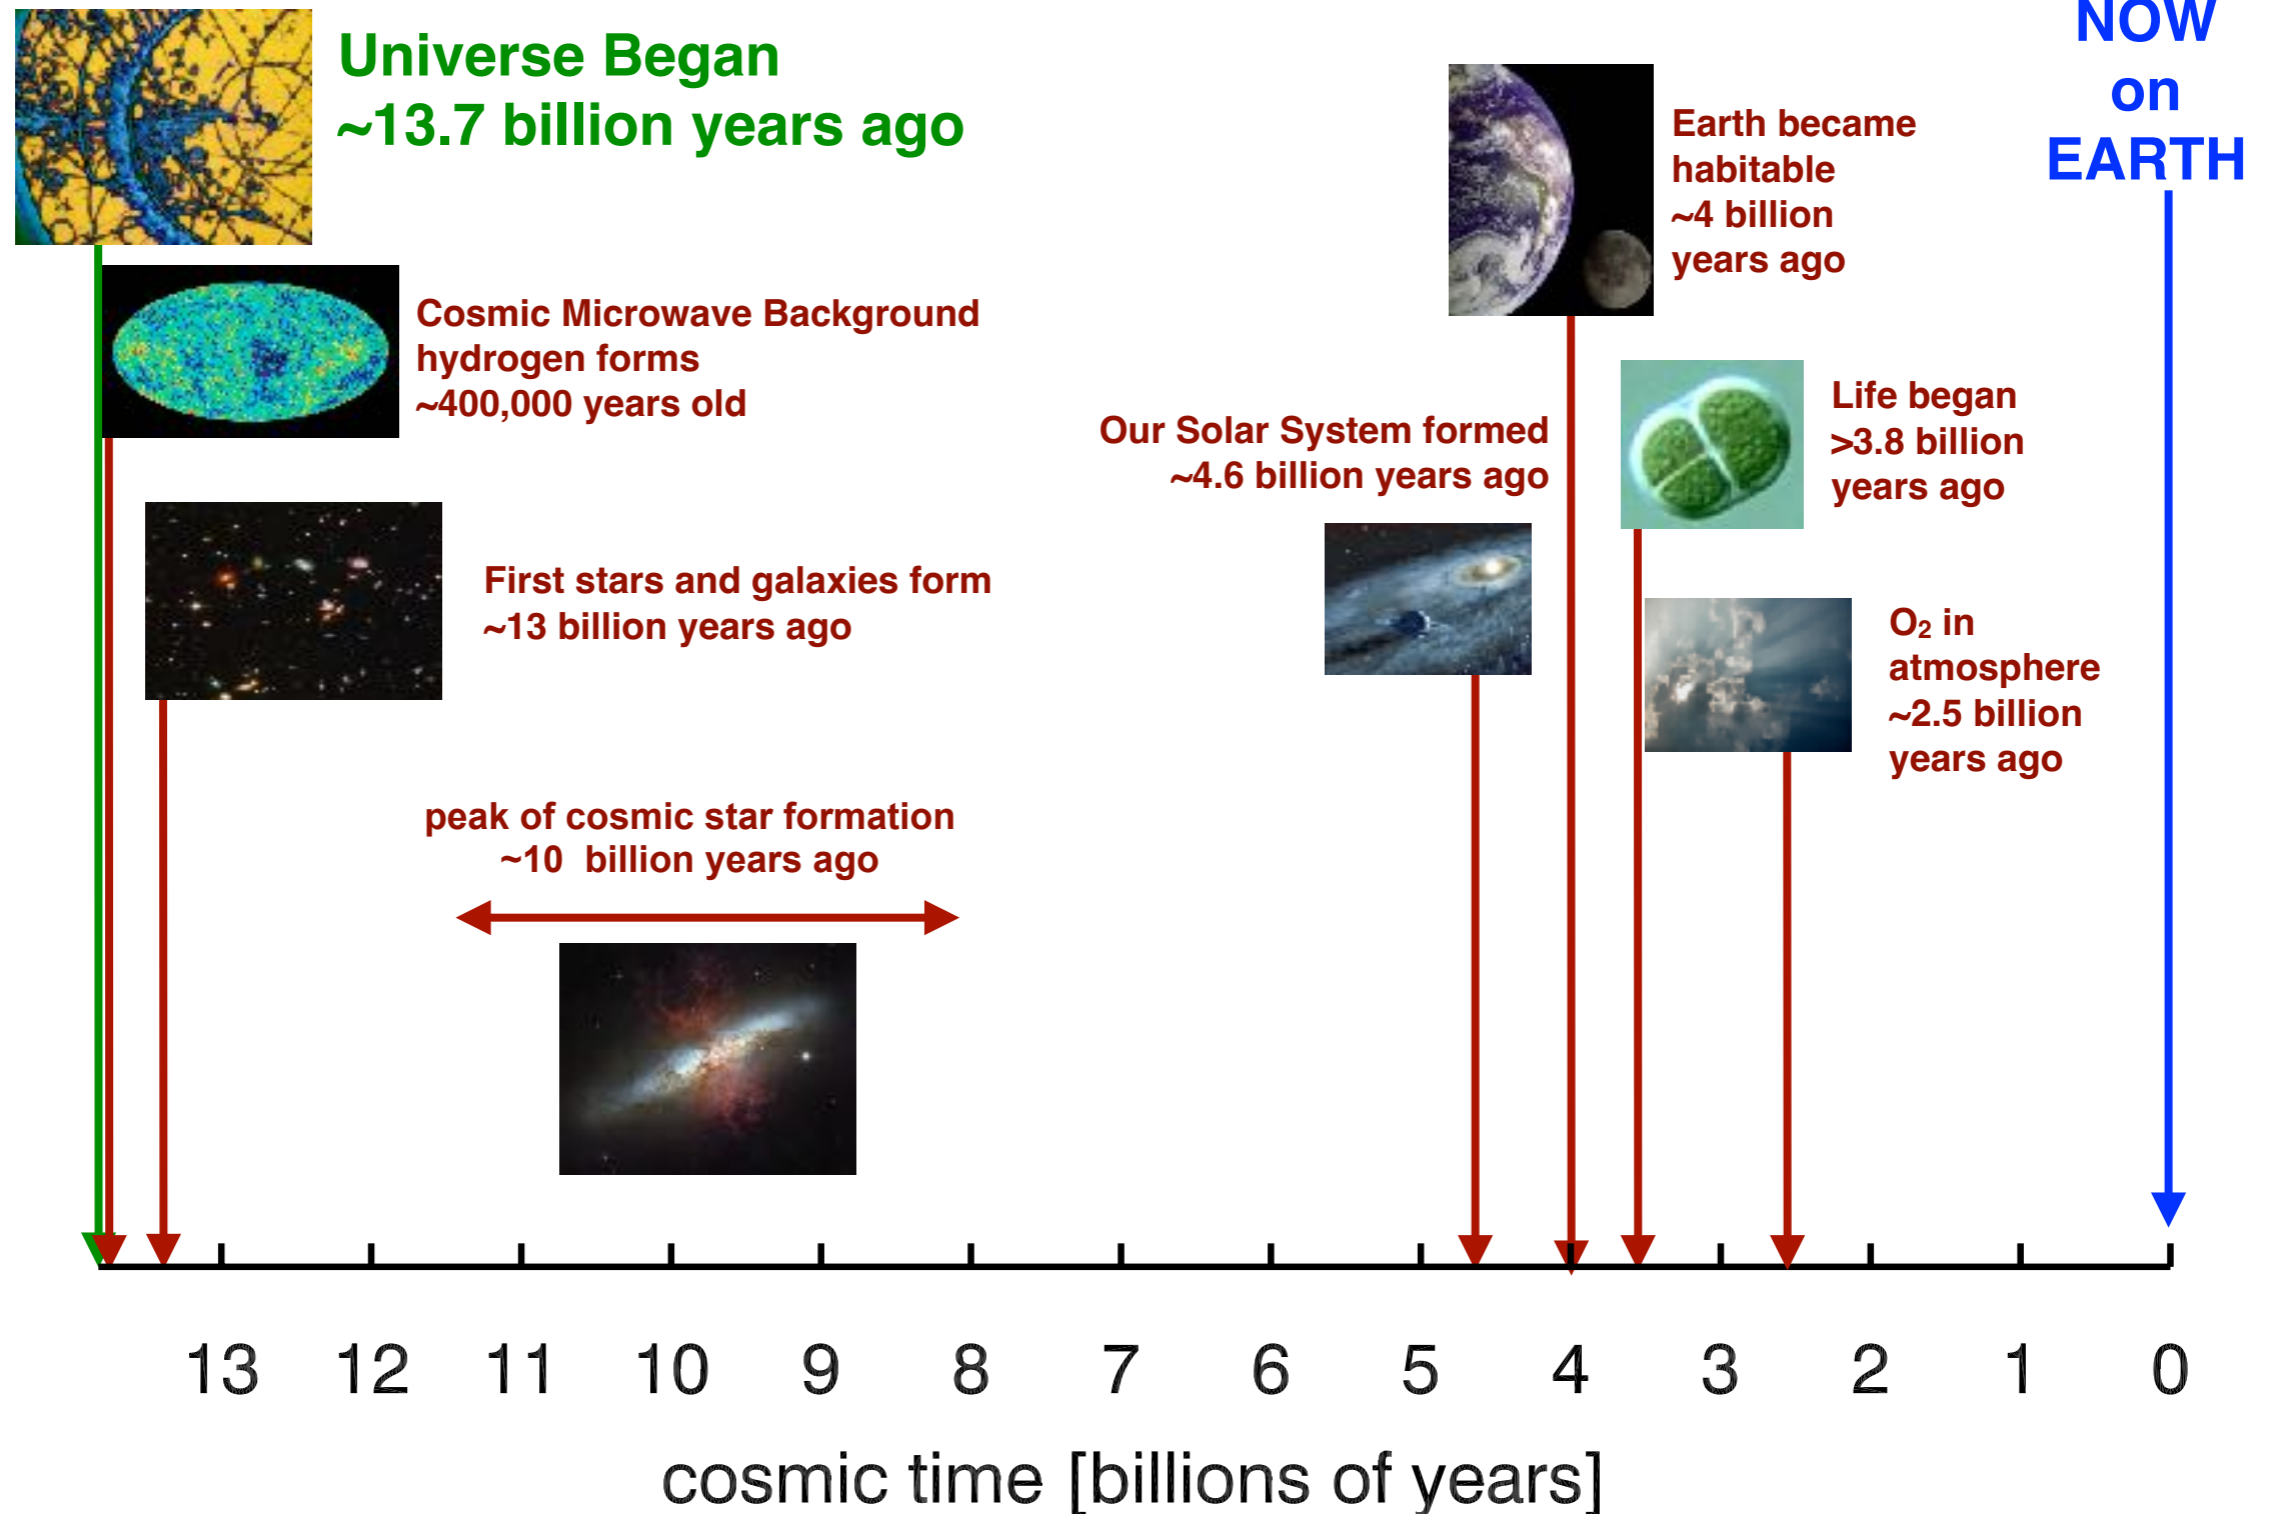 Universe Began
~13.7 billion years ago
NOW
on
EARTH
Earth became
habitable
~4 billion
years ago
Cosmic Microwave Background
hydrogen forms
~400,000 years old
Our Solar System formed
~4.6 billion years ago
Life began
>3.8 billion
years ago
First stars and galaxies form
~13 billion years ago
O₂ in
atmosphere
~2.5 billion
years ago
peak of cosmic star formation
~10 billion years ago
13 12 11 10 9 8 7 6 5 4 3 2 1 0
cosmic time [billions of years]